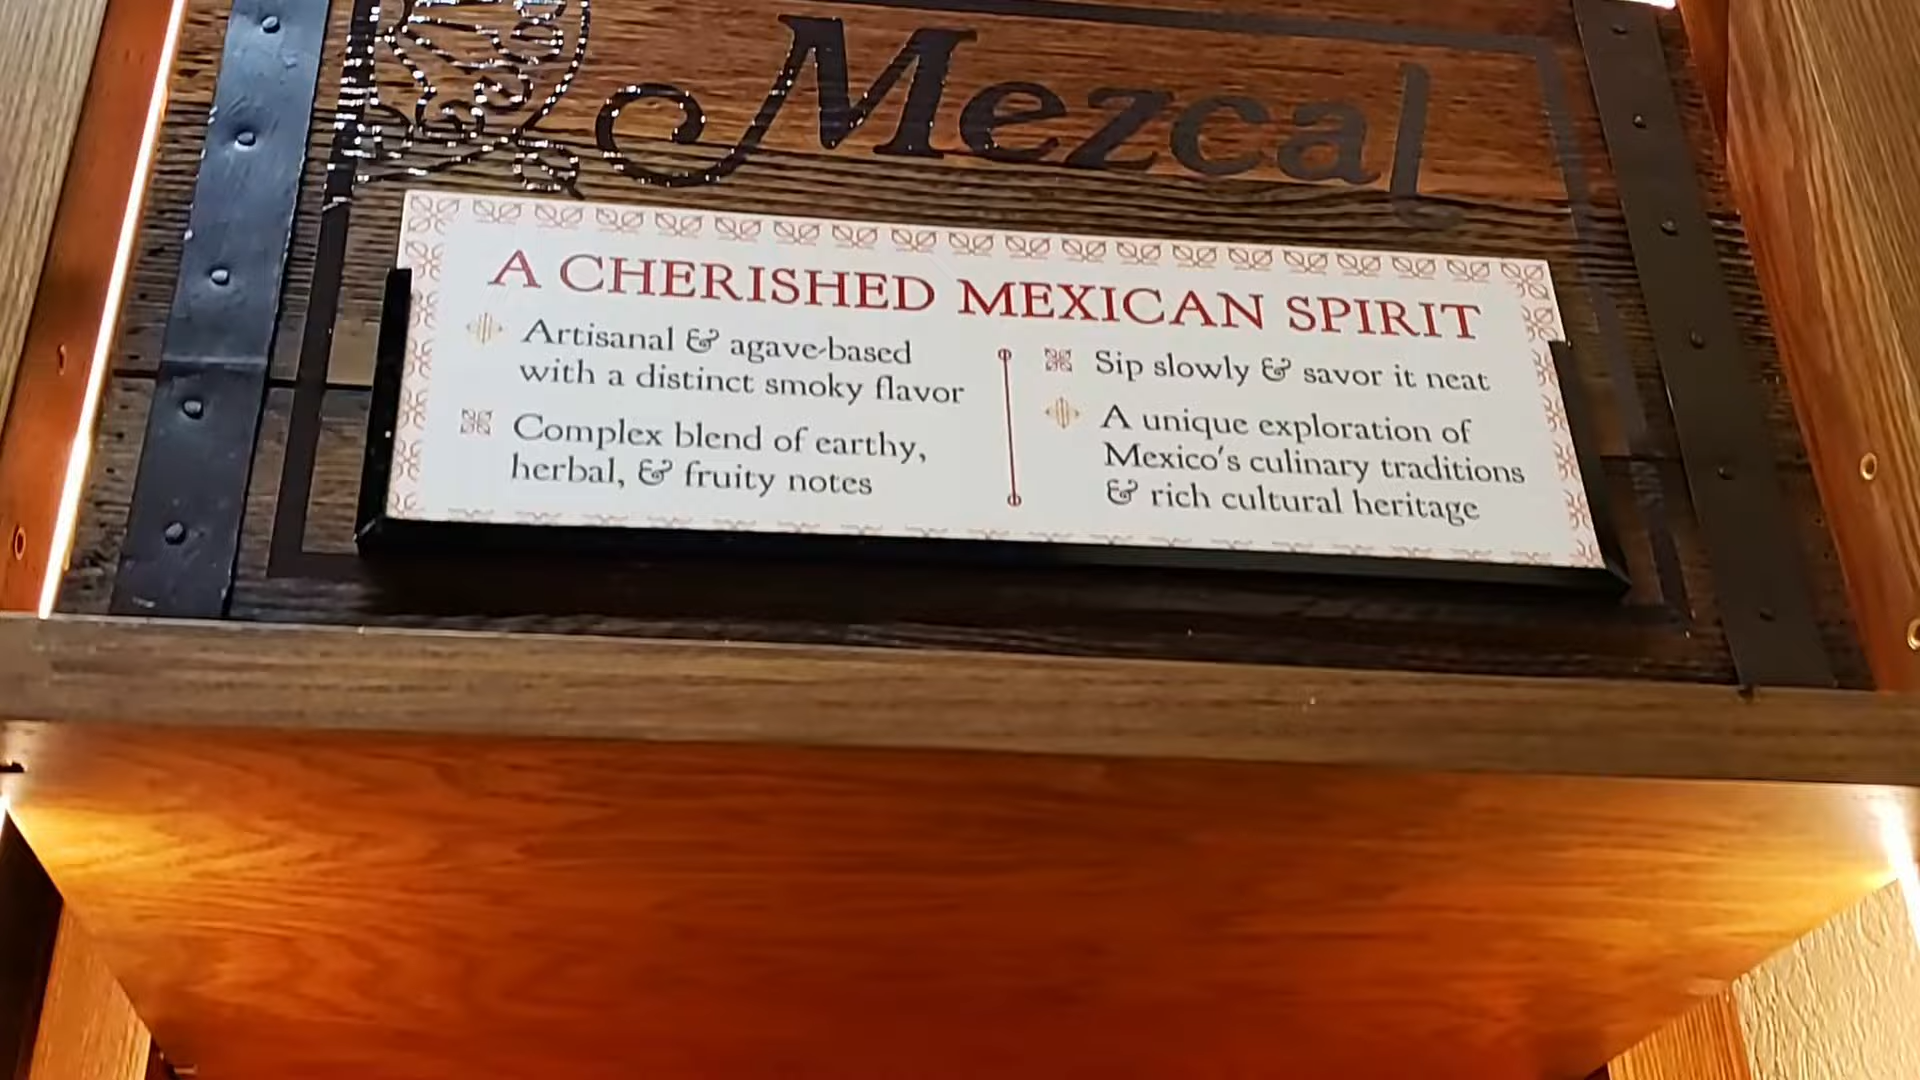 Mezcal
A CHERISHED MEXICAN SPIRIT
Artisanal & agave-based
with a distinct smoky flavor
Complex blend of earthy,
herbal, & fruity notes
Sip slowly & savor it neat
A unique exploration of
Mexico's culinary traditions
& rich cultural heritage